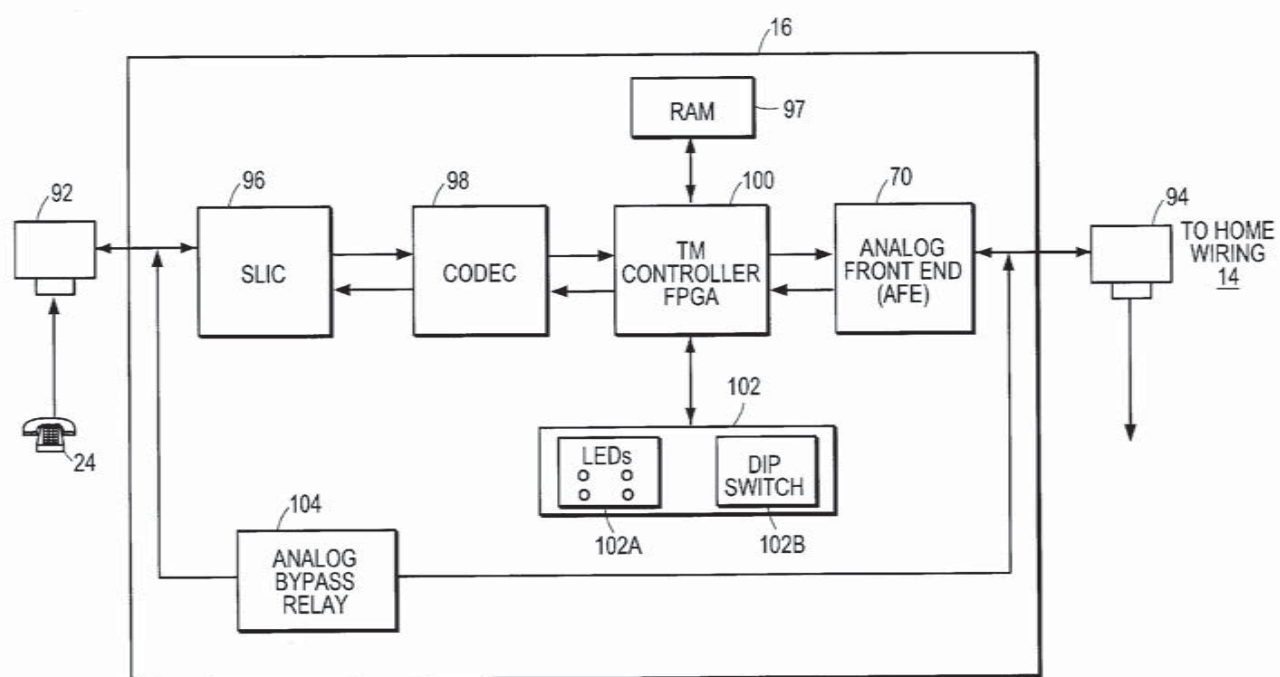 16
RAM
97
92
96
98
100
70
94
TO HOME
WIRING
14
SLIC
CODEC
TM
CONTROLLER
FPGA
ANALOG
FRONT END
(AFE)
24
102
LEDs
DIP
SWITCH
102A
102B
104
ANALOG
BYPASS
RELAY